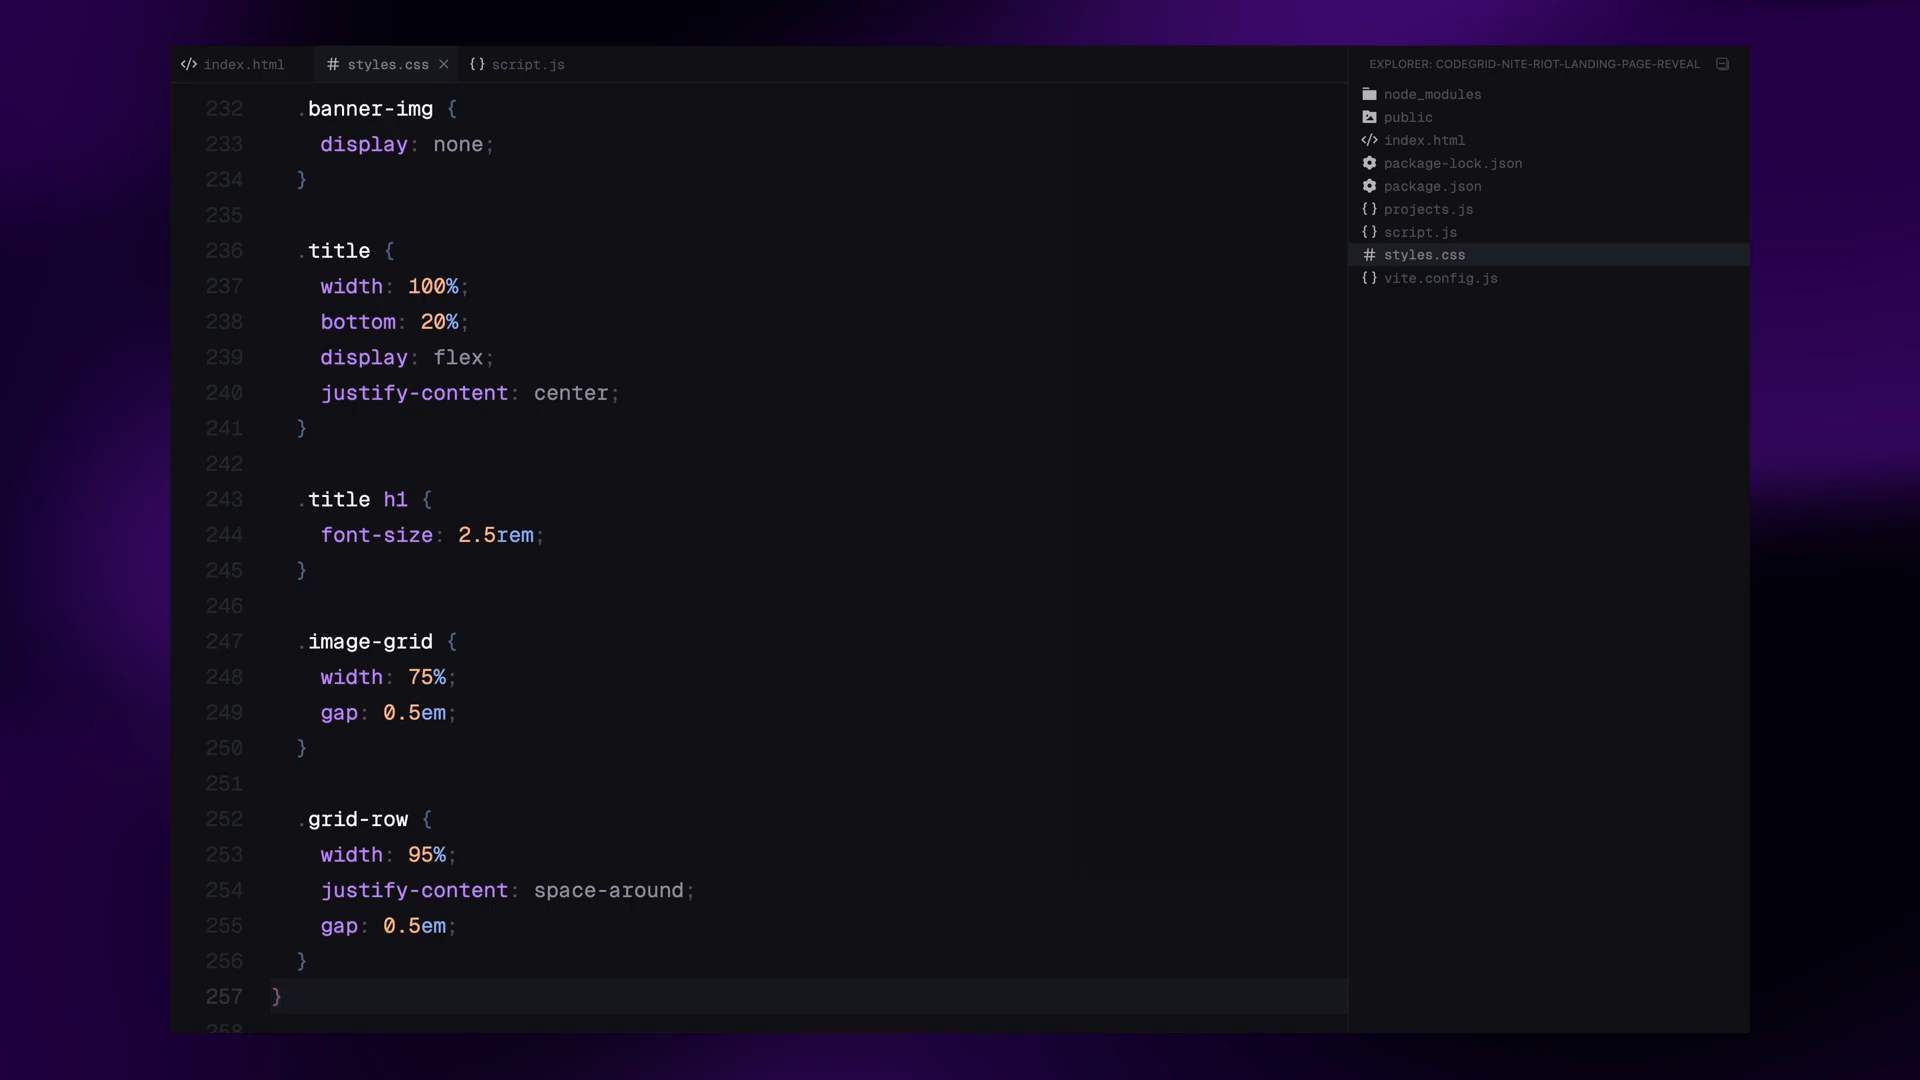 index.html
styles.css
script.js
EXPLORER: CODEGRID-NITE-RIOT-LANDING-PAGE-REVEAL
232 .banner-img {
233 display: none;
234 }
235
236 .title {
237 width: 100%;
238 bottom: 20%;
239 display: flex;
240 justify-content: center;
241 }
242
243 .title h1 {
244 font-size: 2.5rem;
245 }
246
247 .image-grid {
248 width: 75%;
249 gap: 0.5em;
250 }
251
252 .grid-row {
253 width: 95%;
254 justify-content: space-around;
255 gap: 0.5em;
256 }
257 }
258
node_modules
public
index.html
package-lock.json
package.json
projects.js
script.js
styles.css
vite.config.js